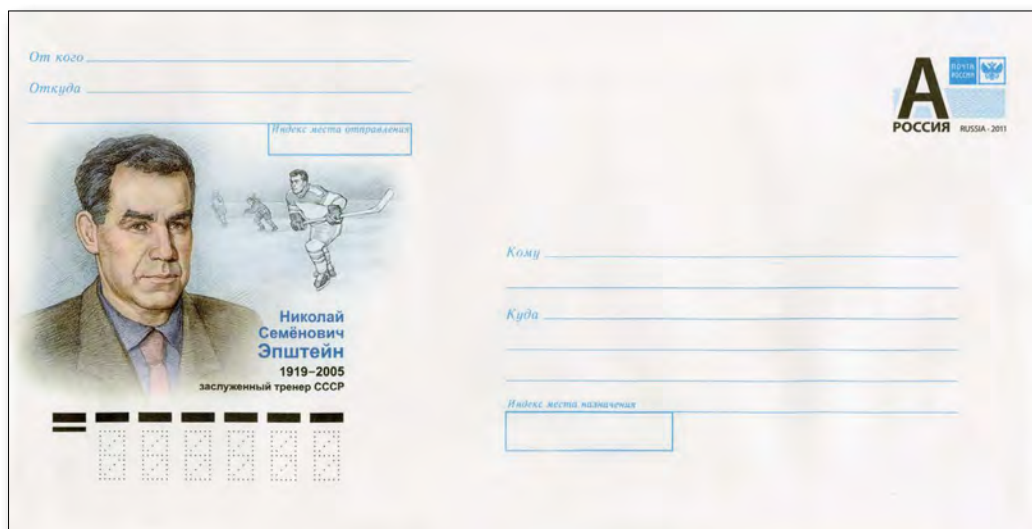 От кого
Откуда
Индекс места отправления
Николай
Семёнович
Эпштейн
1919–2005
заслуженный тренер СССР
А
ПОЧТА
РОССИИ
РОССИЯ RUSSIA - 2011
Кому
Куда
Индекс места назначения